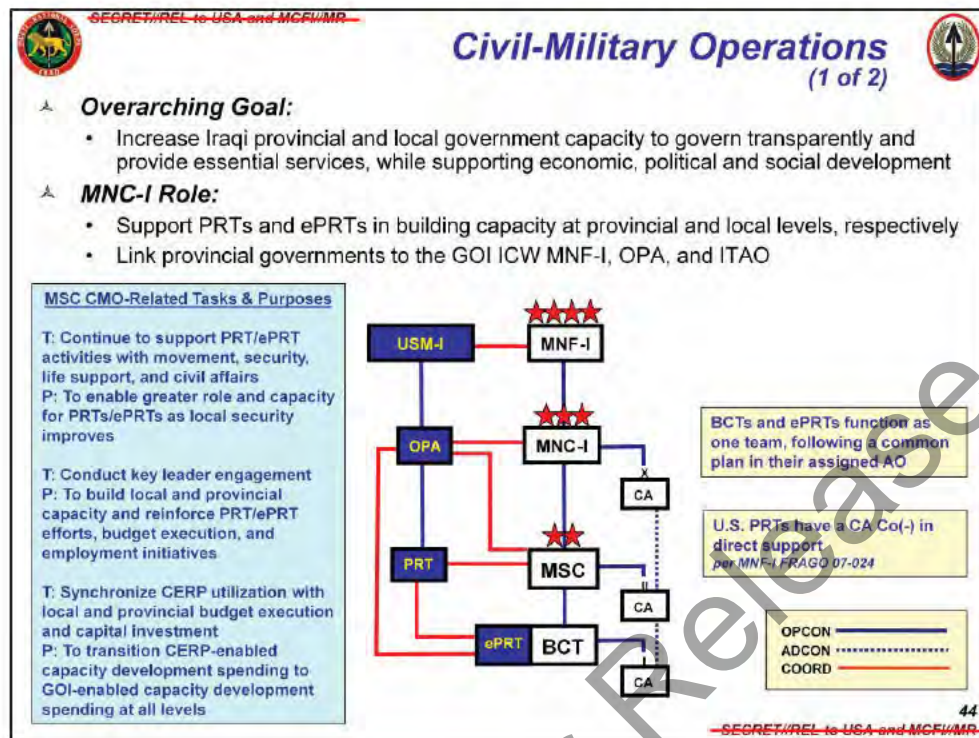 SECRET//REL to USA and MCFI//MR
Civil-Military Operations
(1 of 2)
Overarching Goal:
• Increase Iraqi provincial and local government capacity to govern transparently and
provide essential services, while supporting economic, political and social development
MNC-I Role:
• Support PRTs and ePRTs in building capacity at provincial and local levels, respectively
• Link provincial governments to the GOI ICW MNF-I, OPA, and ITAO
MSC CMO-Related Tasks & Purposes
T: Continue to support PRT/ePRT
activities with movement, security,
life support, and civil affairs
P: To enable greater role and capacity
for PRTs/ePRTs as local security
improves
T: Conduct key leader engagement
P: To build local and provincial
capacity and reinforce PRT/ePRT
efforts, budget execution, and
employment initiatives
T: Synchronize CERP utilization with
local and provincial budget execution
and capital investment
P: To transition CERP-enabled
capacity development spending to
GOI-enabled capacity development
spending at all levels
USM-I
MNF-I
OPA
MNC-I
X
CA
PRT
MSC
II
CA
ePRT
BCT
I
CA
BCTs and ePRTs function as
one team, following a common
plan in their assigned AO
U.S. PRTs have a CA Co(-) in
direct support
per MNF-I FRAGO 07-024
OPCON
ADCON
COORD
44
SECRET//REL to USA and MCFI//MR
Release